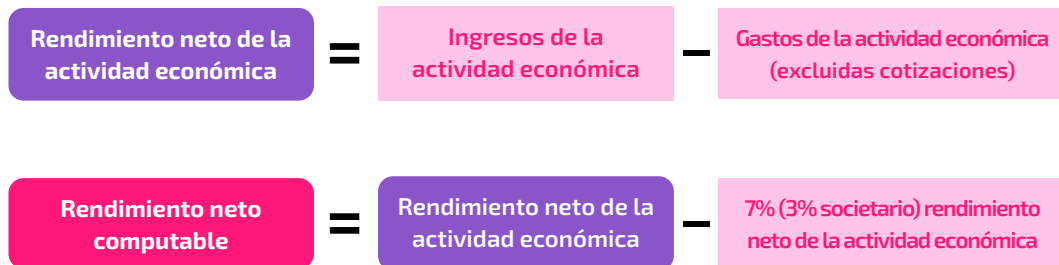 Rendimiento neto de la
actividad económica
=
Ingresos de la
actividad económica
–
Gastos de la actividad económica
(excluidas cotizaciones)
Rendimiento neto
computable
=
Rendimiento neto de la
actividad económica
–
7% (3% societario) rendimiento
neto de la actividad económica